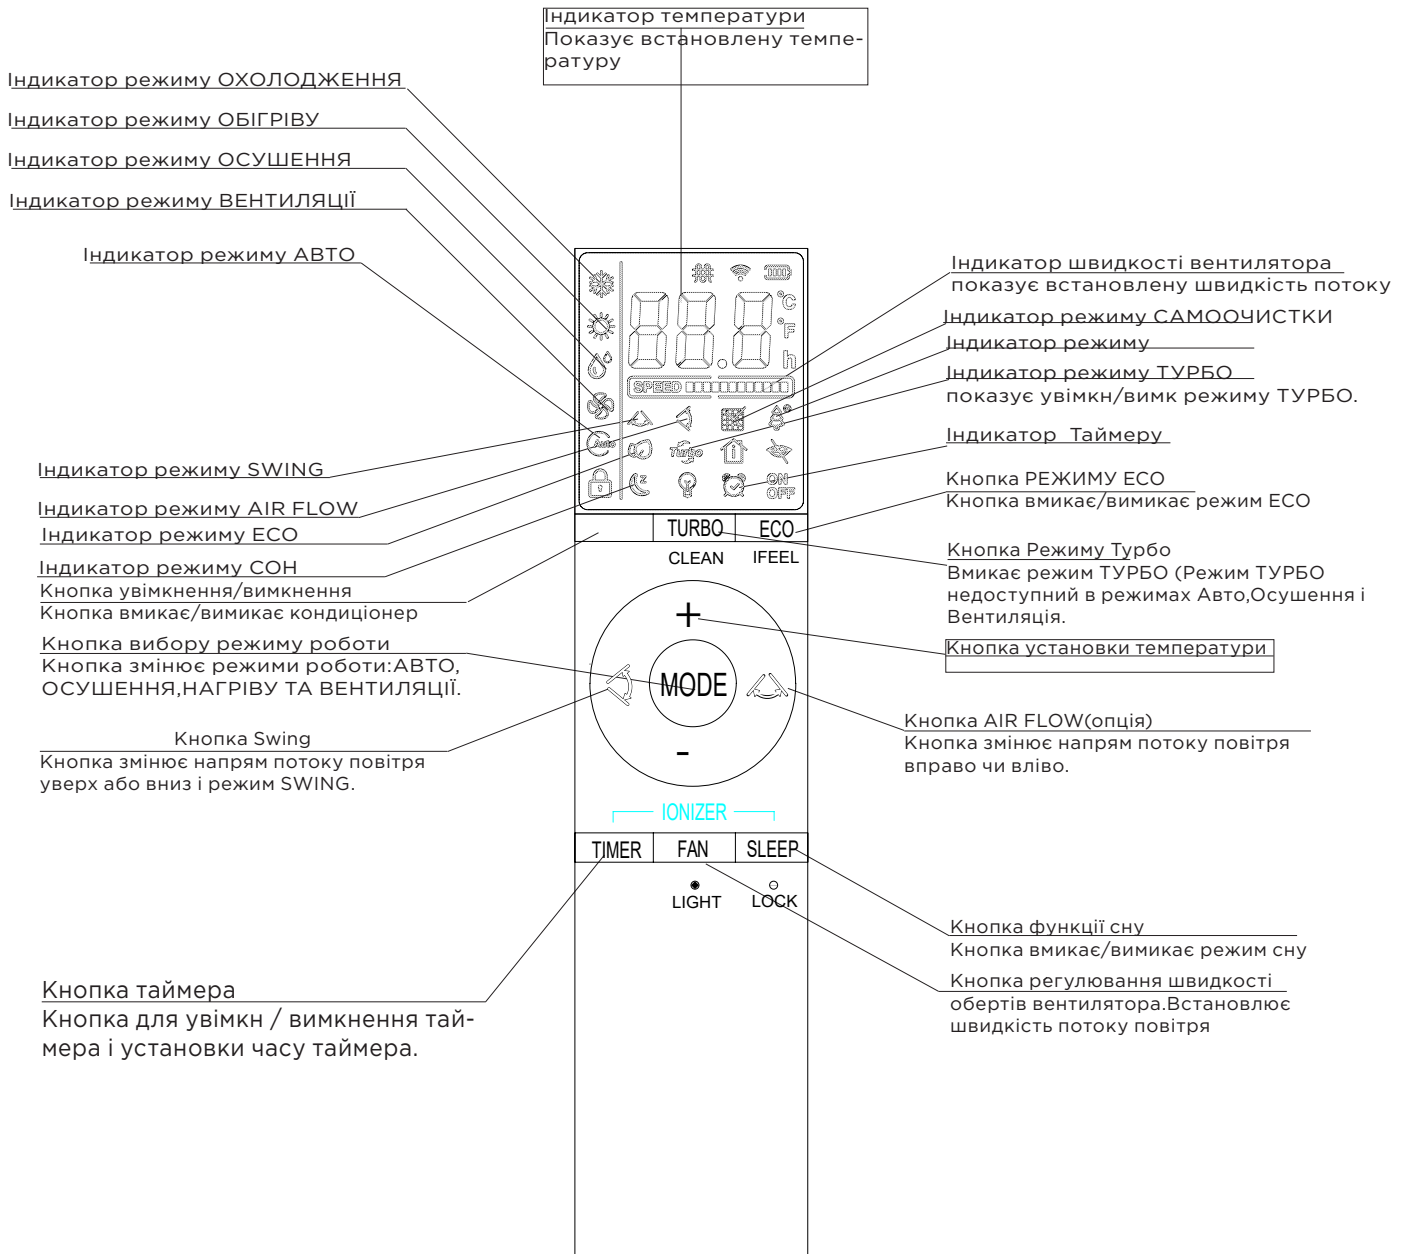 Індикатор температури
Показує встановлену темпе-
ратуру
Індикатор режиму ОХОЛОДЖЕННЯ
Індикатор режиму ОБІГРІВУ
Індикатор режиму ОСУШЕННЯ
Індикатор режиму ВЕНТИЛЯЦІЇ
Індикатор режиму АВТО
Індикатор режиму SWING
Індикатор режиму AIR FLOW
Індикатор режиму ECO
Індикатор режиму СОН
Кнопка увімкнення/вимкнення
Кнопка вмикає/вимикає кондиціонер
Кнопка вибору режиму роботи
Кнопка змінює режими роботи:АВТО,
ОСУШЕННЯ,НАГРІВУ ТА ВЕНТИЛЯЦІЇ.
Кнопка Swing
Кнопка змінює напрям потоку повітря
уверх або вниз і режим SWING.
Кнопка таймера
Кнопка для увімкн / вимкнення тай-
мера і установки часу таймера.
°C
°F
h
SPEED
Auto
Turbo
ON
OFF
TURBO ECO
CLEAN IFEEL
+
MODE
-
IONIZER
TIMER FAN SLEEP
LIGHT LOCK
Індикатор швидкості вентилятора
показує встановлену швидкість потоку
Індикатор режиму САМООЧИСТКИ
Індикатор режиму
Індикатор режиму ТУРБО
показує увімкн/вимк режиму ТУРБО.
Індикатор Таймеру
Кнопка РЕЖИМУ ECO
Кнопка вмикає/вимикає режим ECO
Кнопка Режиму Турбо
Вмикає режим ТУРБО (Режим ТУРБО
недоступний в режимах Авто,Осушення і
Вентиляція.
Кнопка установки температури
Кнопка AIR FLOW(опція)
Кнопка змінює напрям потоку повітря
вправо чи вліво.
Кнопка функції сну
Кнопка вмикає/вимикає режим сну
Кнопка регулювання швидкості
обертів вентилятора.Встановлює
швидкість потоку повітря